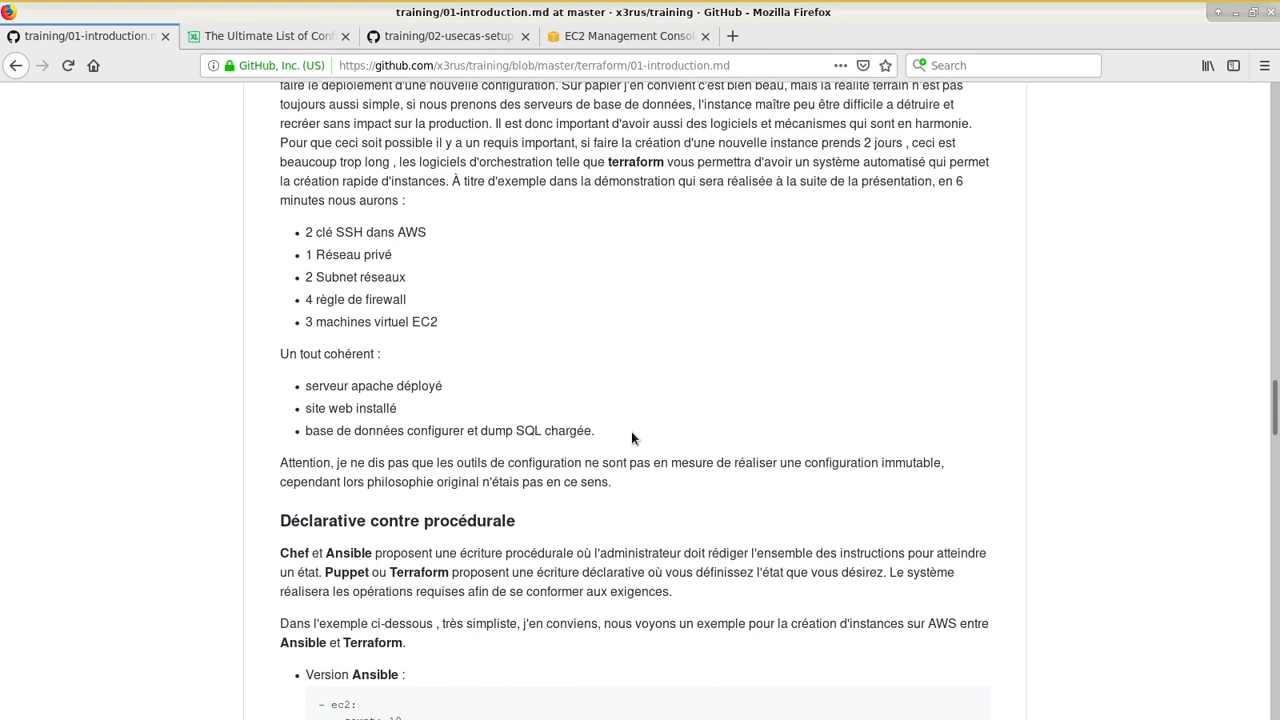 training/01-introduction.md at master · x3rus/training · GitHub - Mozilla Firefox
training/01-introduction.n
The Ultimate List of Conf
training/02-usecas-setup
EC2 Management Consol
GitHub, Inc. (US)
https://github.com/x3rus/training/blob/master/terraform/01-introduction.md
Search
faire le déploiement d'une nouvelle configuration. Sur papier j'en convient c'est bien beau, mais la réalité terrain n'est pas
toujours aussi simple, si nous prenons des serveurs de base de données, l'instance maître peu être difficile a détruire et
recréer sans impact sur la production. Il est donc important d'avoir aussi des logiciels et mécanismes qui sont en harmonie.
Pour que ceci soit possible il y a un requis important, si faire la création d'une nouvelle instance prends 2 jours , ceci est
beaucoup trop long , les logiciels d'orchestration telle que terraform vous permettra d'avoir un système automatisé qui permet
la création rapide d'instances. À titre d'exemple dans la démonstration qui sera réalisée à la suite de la présentation, en 6
minutes nous aurons :
• 2 clé SSH dans AWS
• 1 Réseau privé
• 2 Subnet réseaux
• 4 règle de firewall
• 3 machines virtuel EC2
Un tout cohérent :
• serveur apache déployé
• site web installé
• base de données configurer et dump SQL chargée.
Attention, je ne dis pas que les outils de configuration ne sont pas en mesure de réaliser une configuration immutable,
cependant lors philosophie original n'étais pas en ce sens.
Déclarative contre procédurale
Chef et Ansible proposent une écriture procédurale où l'administrateur doit rédiger l'ensemble des instructions pour atteindre
un état. Puppet ou Terraform proposent une écriture déclarative où vous définissez l'état que vous désirez. Le système
réalisera les opérations requises afin de se conformer aux exigences.
Dans l'exemple ci-dessous , très simpliste, j'en conviens, nous voyons un exemple pour la création d'instances sur AWS entre
Ansible et Terraform.
• Version Ansible :
- ec2:
count: 10